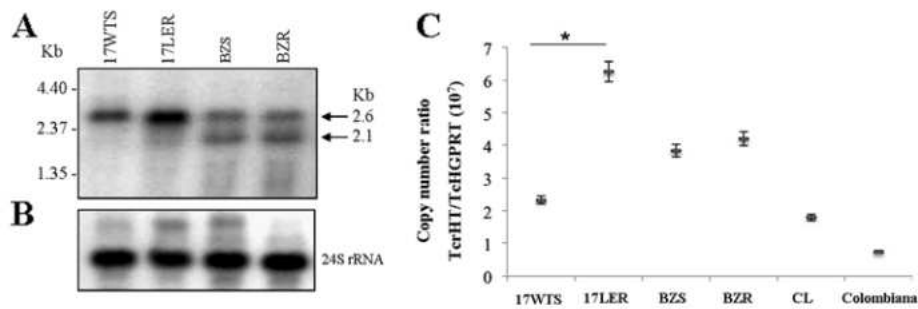 A
Kb
17WTS
17LER
BZS
BZR
4.40
2.37
1.35
Kb
2.6
2.1
B
24S rRNA
C
Copy number ratio
TcrHT/TcHGPRT (10⁷)
7
6
5
4
3
2
1
0
*
17WTS
17LER
BZS
BZR
CL
Colombiana